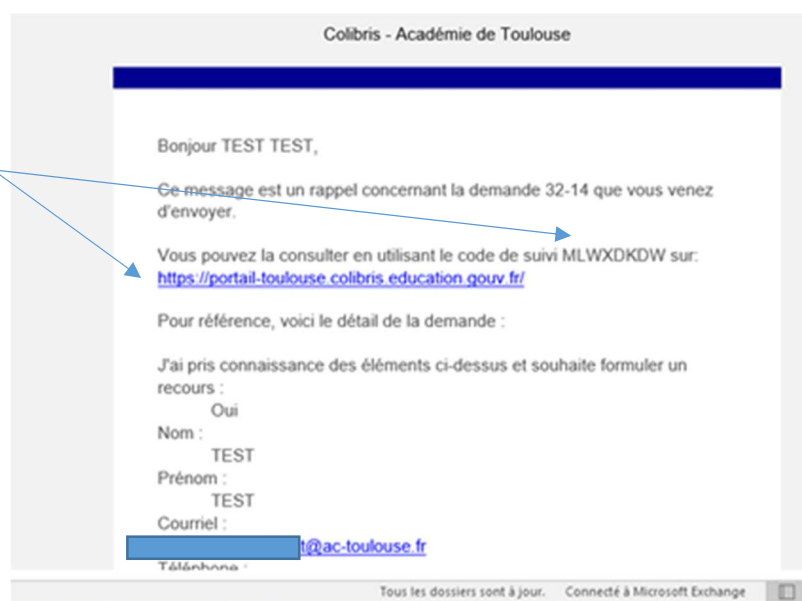 Colibris - Académie de Toulouse
Bonjour TEST TEST,
Ce message est un rappel concernant la demande 32-14 que vous venez
d'envoyer.
Vous pouvez la consulter en utilisant le code de suivi MLWXDKDW sur:
https://portail-toulouse.colibris.education.gouv.fr/
Pour référence, voici le détail de la demande :
J'ai pris connaissance des éléments ci-dessus et souhaite formuler un
recours :
Oui
Nom :
TEST
Prénom :
TEST
Courriel :
t@ac-toulouse.fr
Téléphone :
Tous les dossiers sont à jour. Connecté à Microsoft Exchange